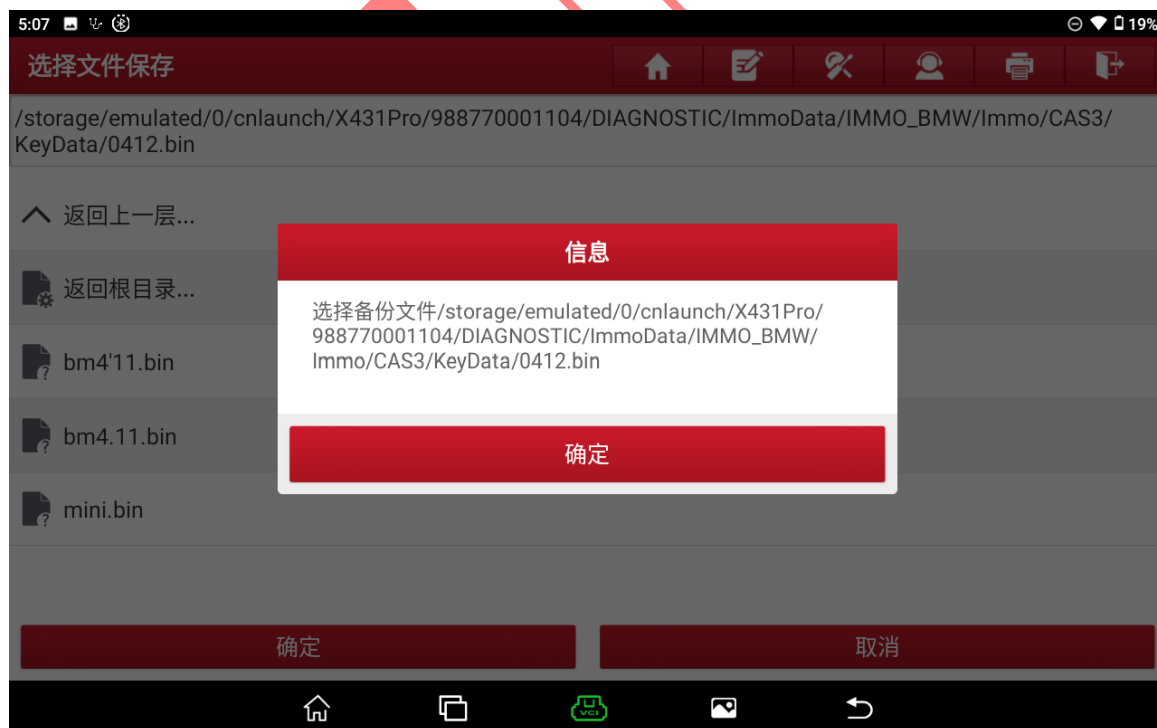 5:07
19%
选择文件保存
/storage/emulated/0/cnlaunch/X431Pro/988770001104/DIAGNOSTIC/ImmoData/IMMO_BMW/Immo/CAS3/
KeyData/0412.bin
返回上一层...
返回根目录...
bm4'11.bin
bm4.11.bin
mini.bin
信息
选择备份文件/storage/emulated/0/cnlaunch/X431Pro/
988770001104/DIAGNOSTIC/ImmoData/IMMO_BMW/
Immo/CAS3/KeyData/0412.bin
确定
确定
取消
VCI